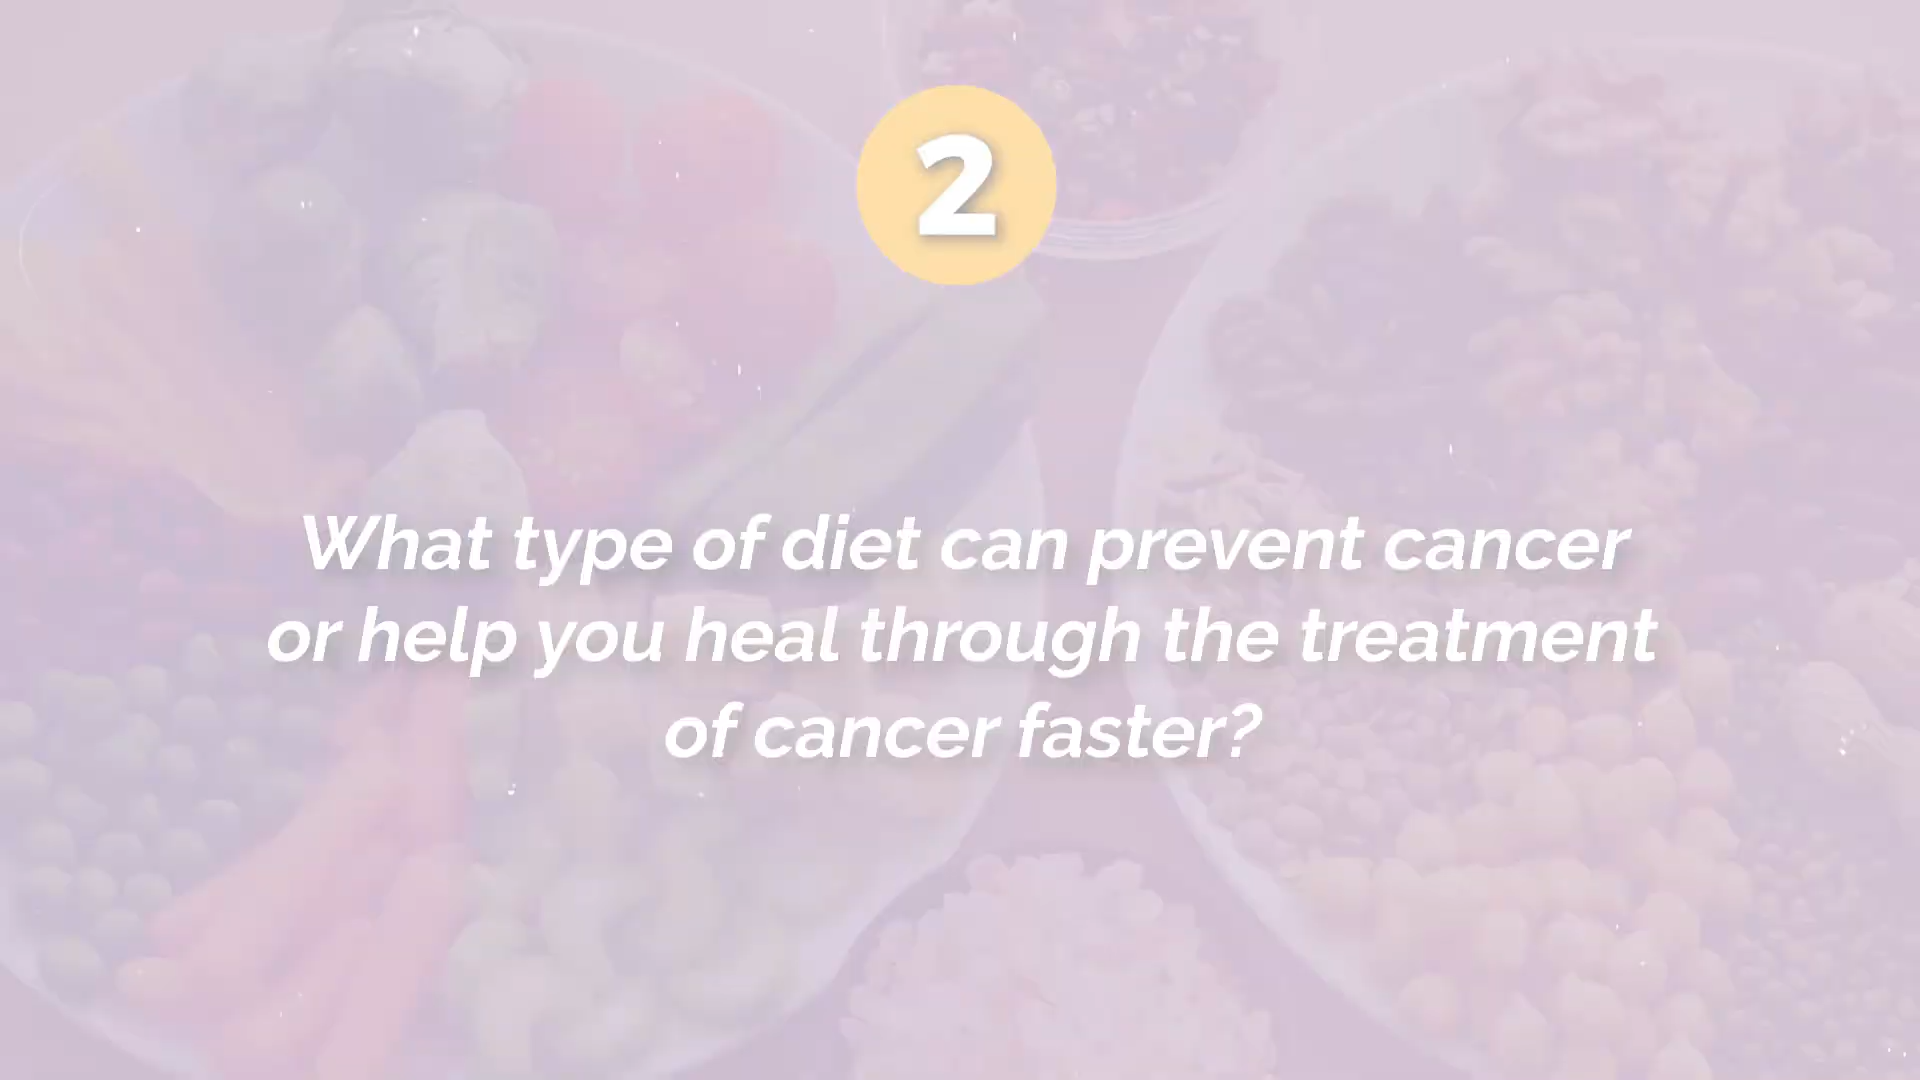 2
What type of diet can prevent cancer
or help you heal through the treatment
of cancer faster?